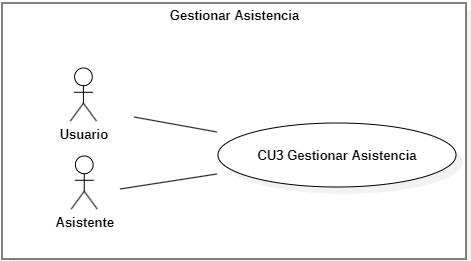 Gestionar Asistencia
Usuario
CU3 Gestionar Asistencia
Asistente